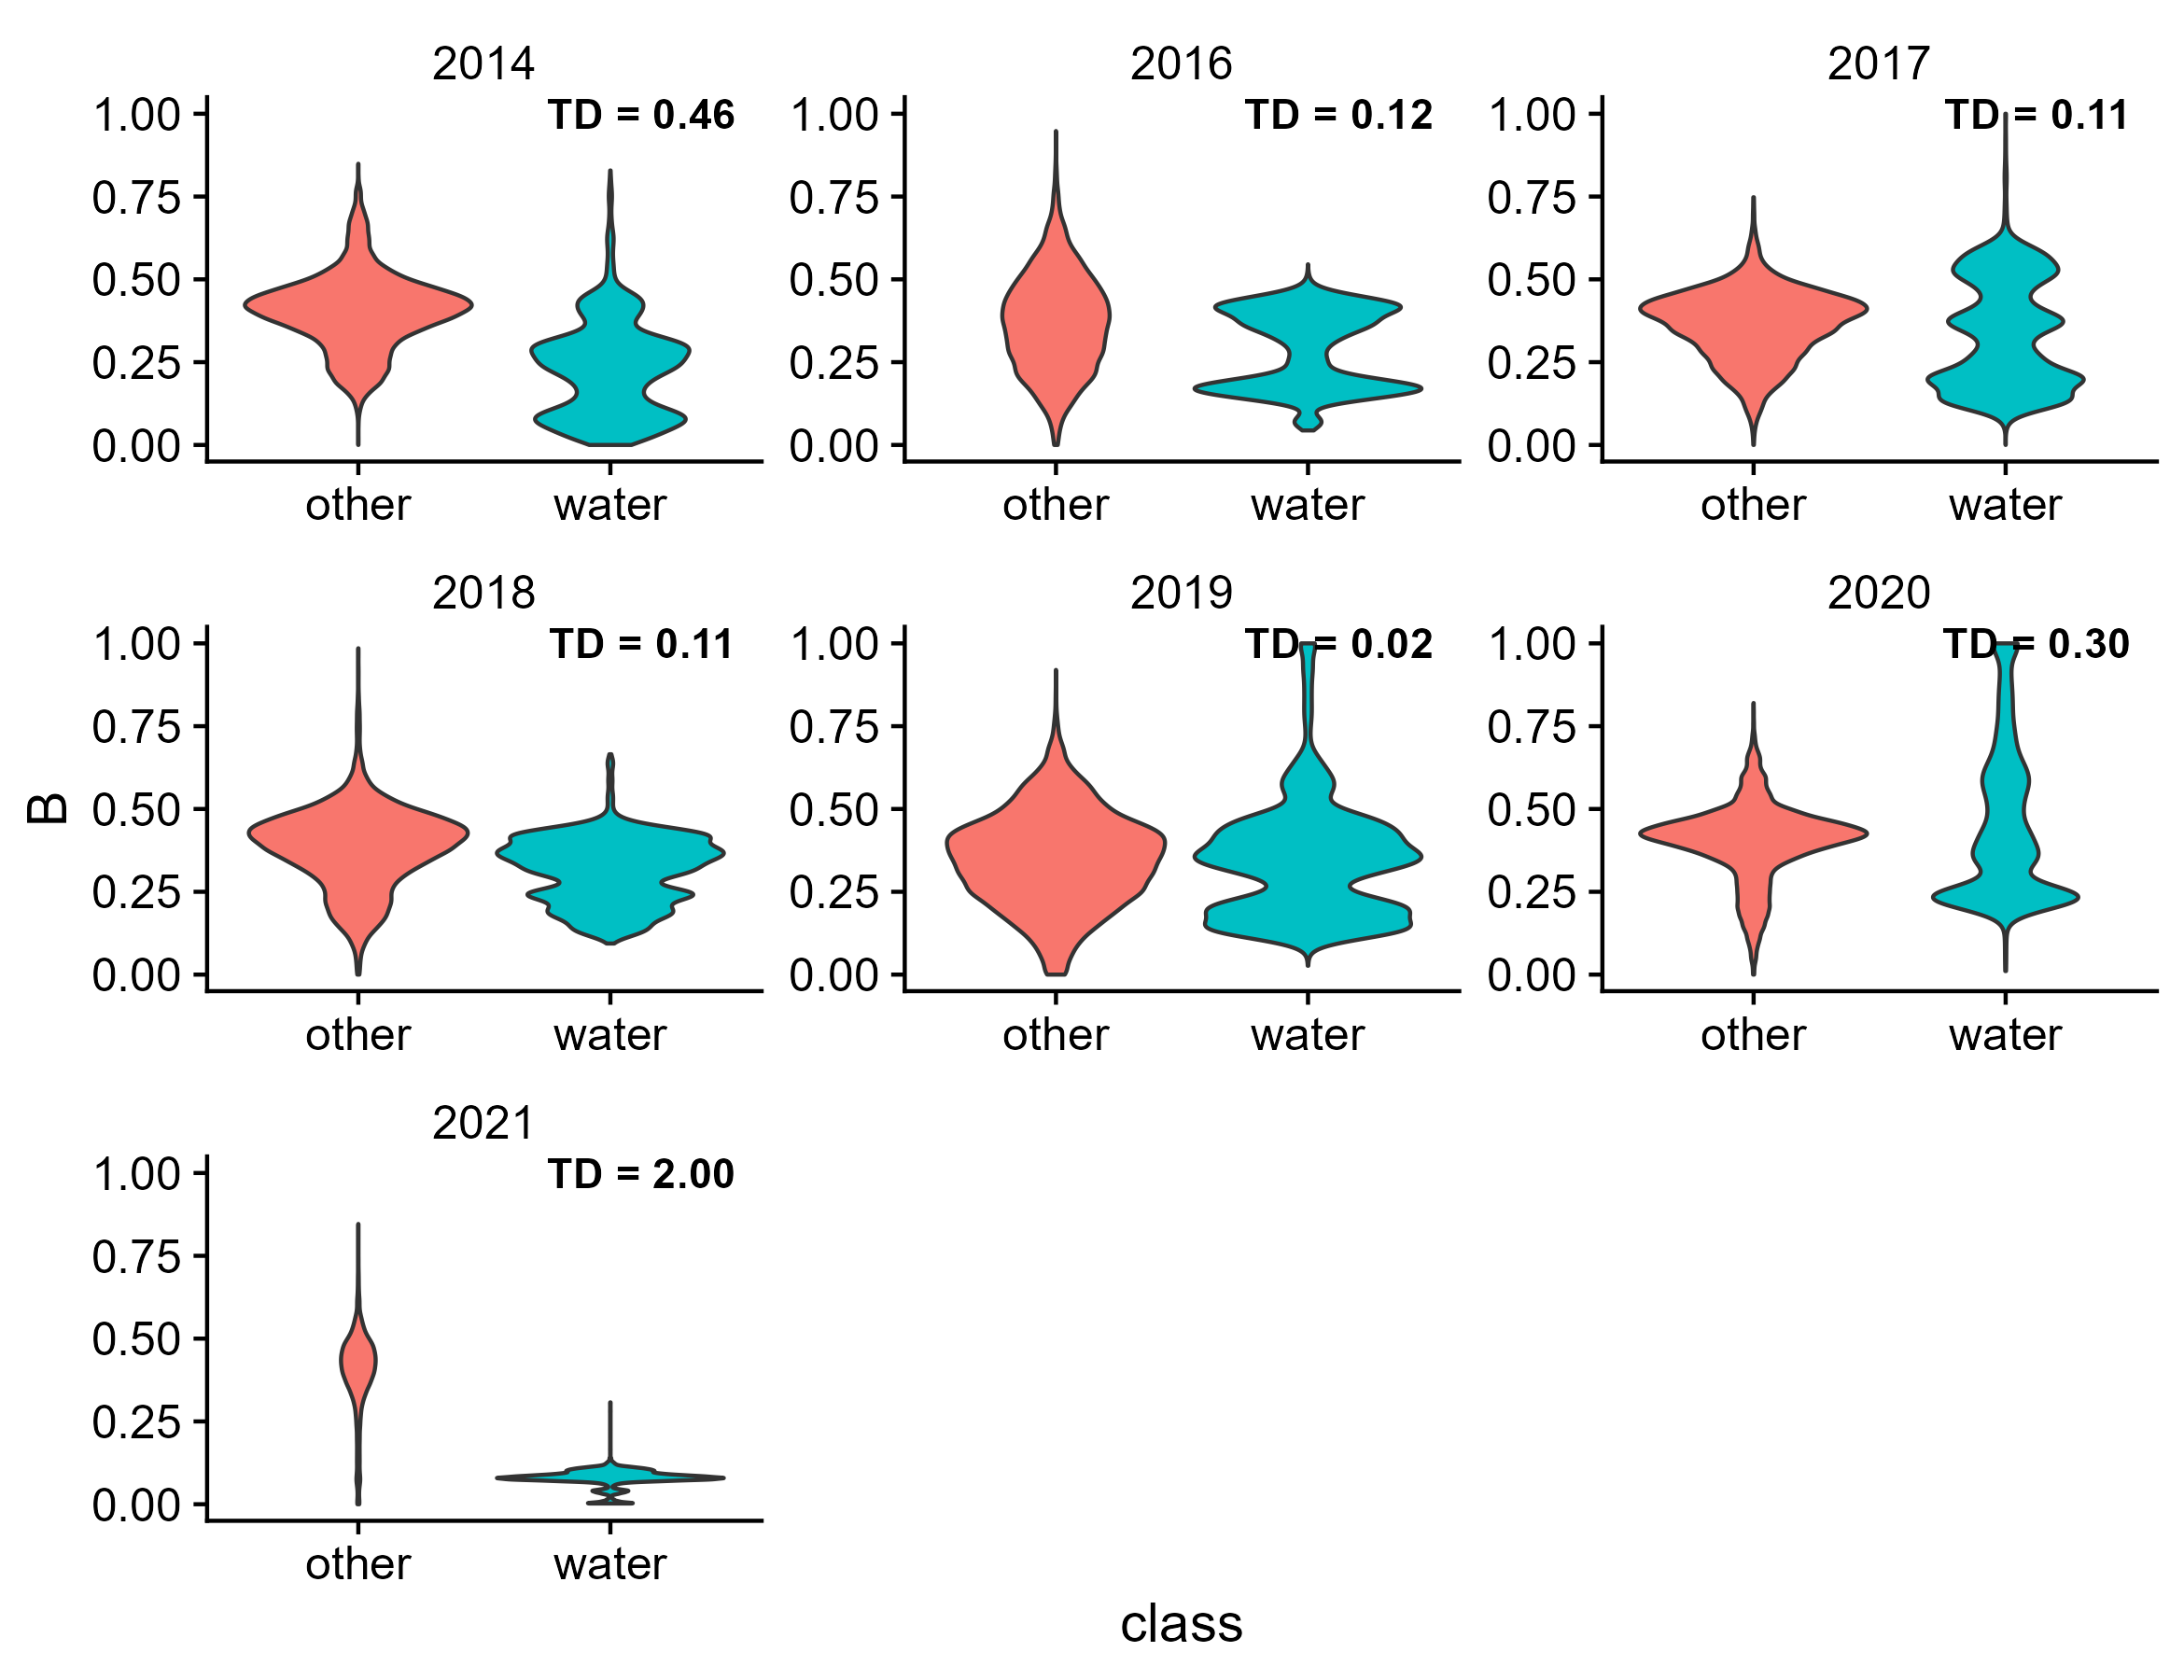 2014 2016 2017
TD = 0.46 TD = 0.12 TD = 0.11
1.00 1.00 1.00
0.75 0.75 0.75
0.50 0.50 0.50
0.25 0.25 0.25
0.00 0.00 0.00
other water other water other water
2018 2019 2020
TD = 0.11 TD = 0.02 TD = 0.30
1.00 1.00 1.00
0.75 0.75 0.75
B
0.50 0.50 0.50
0.25 0.25 0.25
0.00 0.00 0.00
other water other water other water
2021
TD = 2.00
1.00
0.75
0.50
0.25
0.00
other water
class